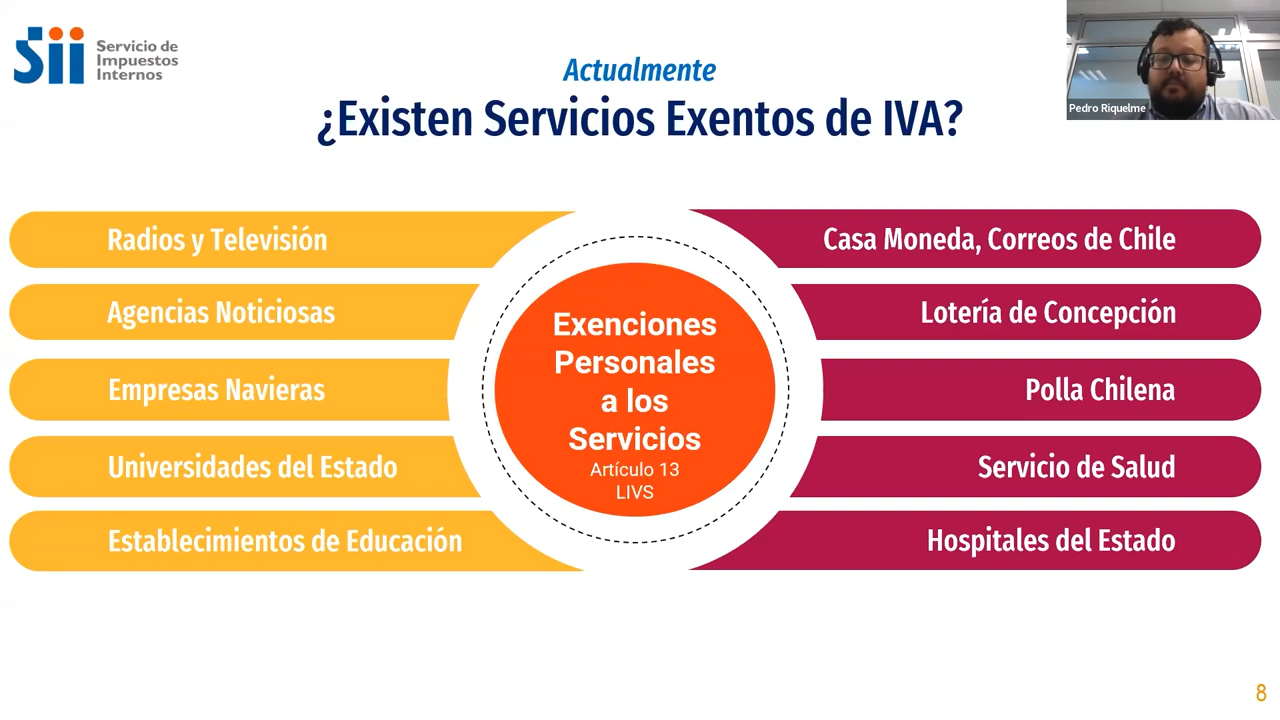 Sii
Servicio de
Impuestos
Internos
Actualmente
¿Existen Servicios Exentos de IVA?
Pedro Riquelme
Radios y Televisión
Agencias Noticiosas
Empresas Navieras
Universidades del Estado
Establecimientos de Educación
Exenciones
Personales
a los
Servicios
Artículo 13
LIVS
Casa Moneda, Correos de Chile
Lotería de Concepción
Polla Chilena
Servicio de Salud
Hospitales del Estado
8